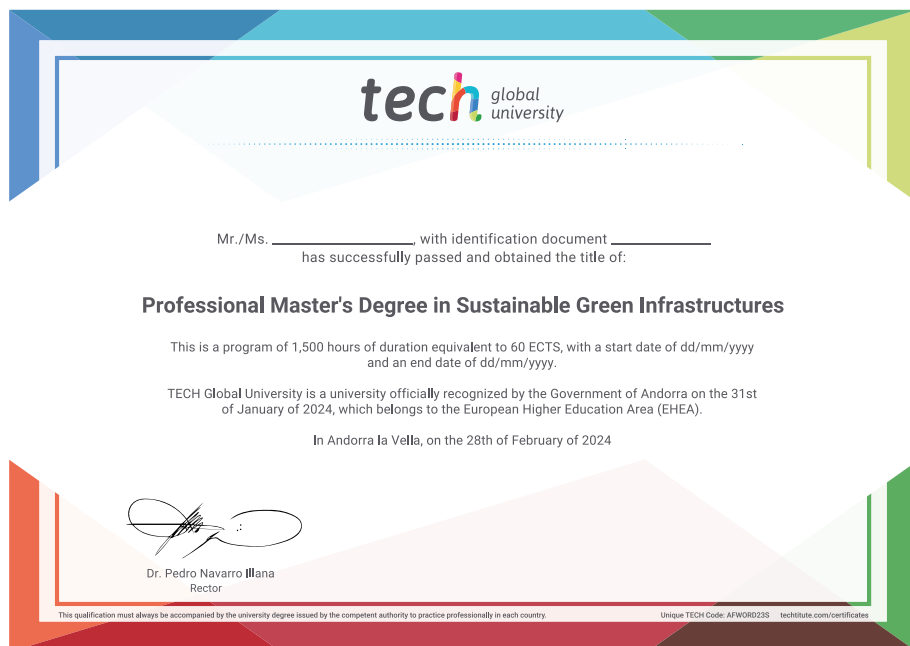 tech global
university
Mr./Ms. ____________, with identification document ____________
has successfully passed and obtained the title of:
Professional Master's Degree in Sustainable Green Infrastructures
This is a program of 1,500 hours of duration equivalent to 60 ECTS, with a start date of dd/mm/yyyy
and an end date of dd/mm/yyyy.
TECH Global University is a university officially recognized by the Government of Andorra on the 31st
of January of 2024, which belongs to the European Higher Education Area (EHEA).
In Andorra la Vella, on the 28th of February of 2024
Dr. Pedro Navarro Illana
Rector
This qualification must always be accompanied by the university degree issued by the competent authority to practice professionally in each country.
Unique TECH Code: AFWORD23S techtitute.com/certificates